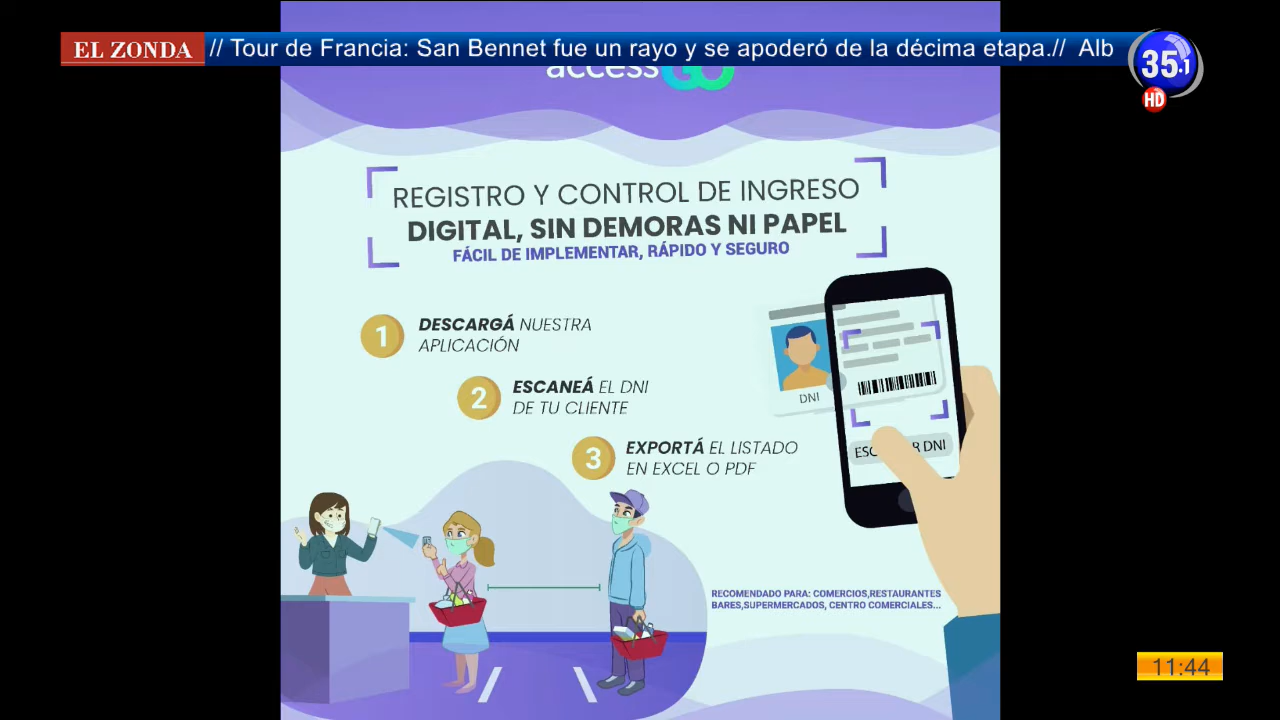 EL ZONDA // Tour de Francia: San Bennet fue un rayo y se apoderó de la décima etapa.// Alb
35.1
HD
accessGO
REGISTRO Y CONTROL DE INGRESO
DIGITAL, SIN DEMORAS NI PAPEL
FÁCIL DE IMPLEMENTAR, RÁPIDO Y SEGURO
1 DESCARGÁ NUESTRA
APLICACIÓN
2 ESCANEÁ EL DNI
DE TU CLIENTE
3 EXPORTÁ EL LISTADO
EN EXCEL O PDF
DNI
ESC R DNI
RECOMENDADO PARA: COMERCIOS,RESTAURANTES
BARES,SUPERMERCADOS, CENTRO COMERCIALES...
11:44